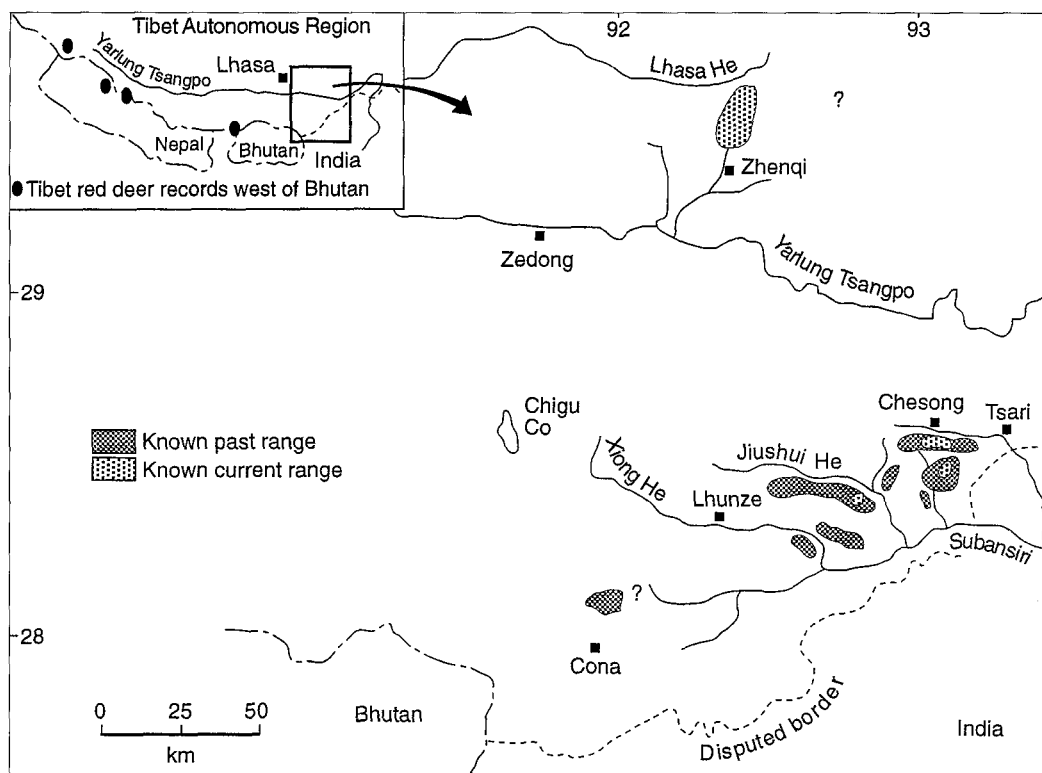 Tibet Autonomous Region
Yarlung Tsangpo
Lhasa
Nepal
Bhutan
India
Tibet red deer records west of Bhutan
92
93
Lhasa He
?
Zhenqi
Zedong
Yarlung Tsangpo
29
Chigu
Co
Known past range
Known current range
Chesong
Tsari
Xiong He
Jiushui He
Lhunze
Subansiri
?
28
Cona
0 25 50
km
Bhutan
Disputed border
India